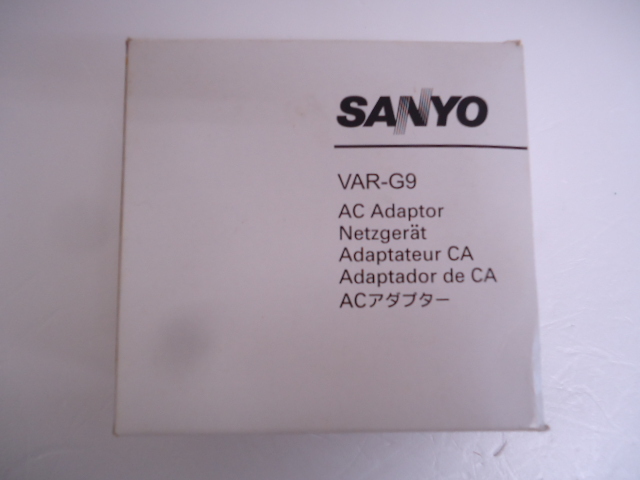 SANYO
VAR-G9
AC Adaptor
Netzgerät
Adaptateur CA
Adaptador de CA
ACアダプター